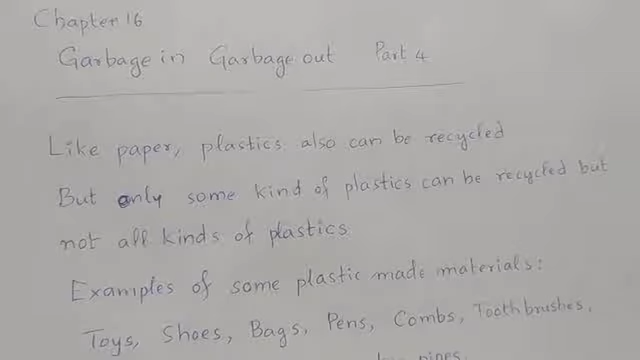 Chapter 16
Garbage in Garbage out Part 4
Like paper, plastics also can be recycled
But only some kind of plastics can be recycled but
not all kinds of plastics
Examples of some plastic made materials:
Toys, Shoes, Bags, Pens, Combs, Toothbrushes,
pipes,